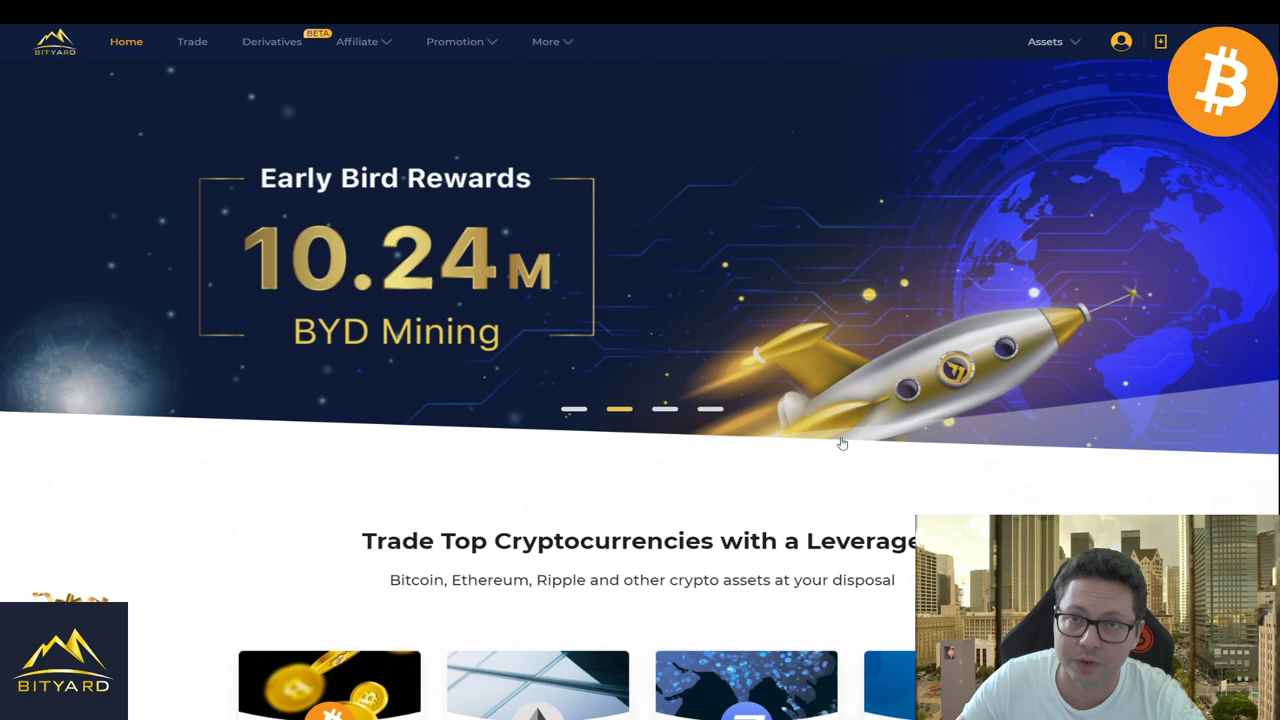 BITYARD
Home
Trade
Derivatives
BETA
Affiliate
Promotion
More
Assets
Early Bird Rewards
10.24 M
BYD Mining
Trade Top Cryptocurrencies with a Leverage
Bitcoin, Ethereum, Ripple and other crypto assets at your disposal
BITYARD